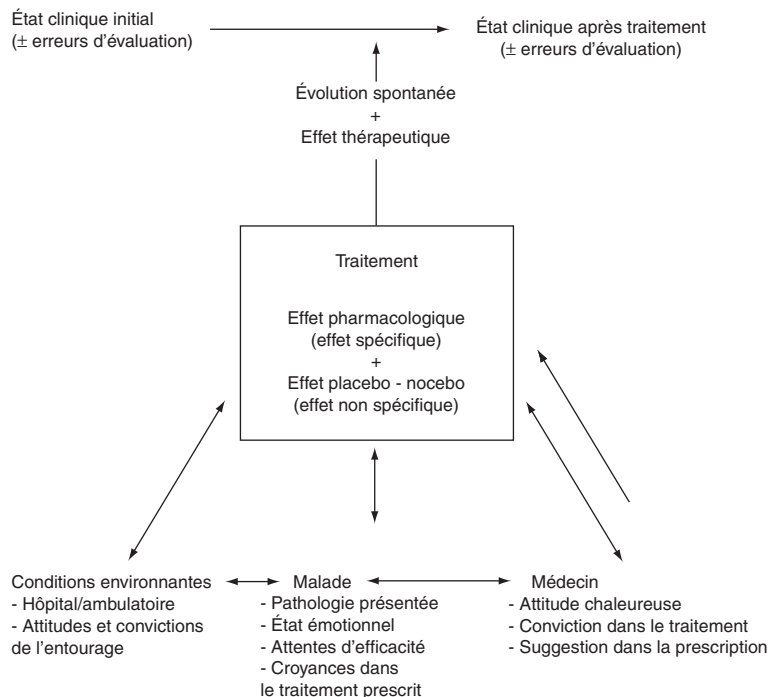 État clinique initial
(± erreurs d'évaluation)
État clinique après traitement
(± erreurs d'évaluation)
Évolution spontanée
+
Effet thérapeutique
Traitement
Effet pharmacologique
(effet spécifique)
+
Effet placebo - nocebo
(effet non spécifique)
Conditions environnantes
- Hôpital/ambulatoire
- Attitudes et convictions
de l'entourage
Malade
- Pathologie présentée
- État émotionnel
- Attentes d'efficacité
- Croyances dans
le traitement prescrit
Médecin
- Attitude chaleureuse
- Conviction dans le traitement
- Suggestion dans la prescription